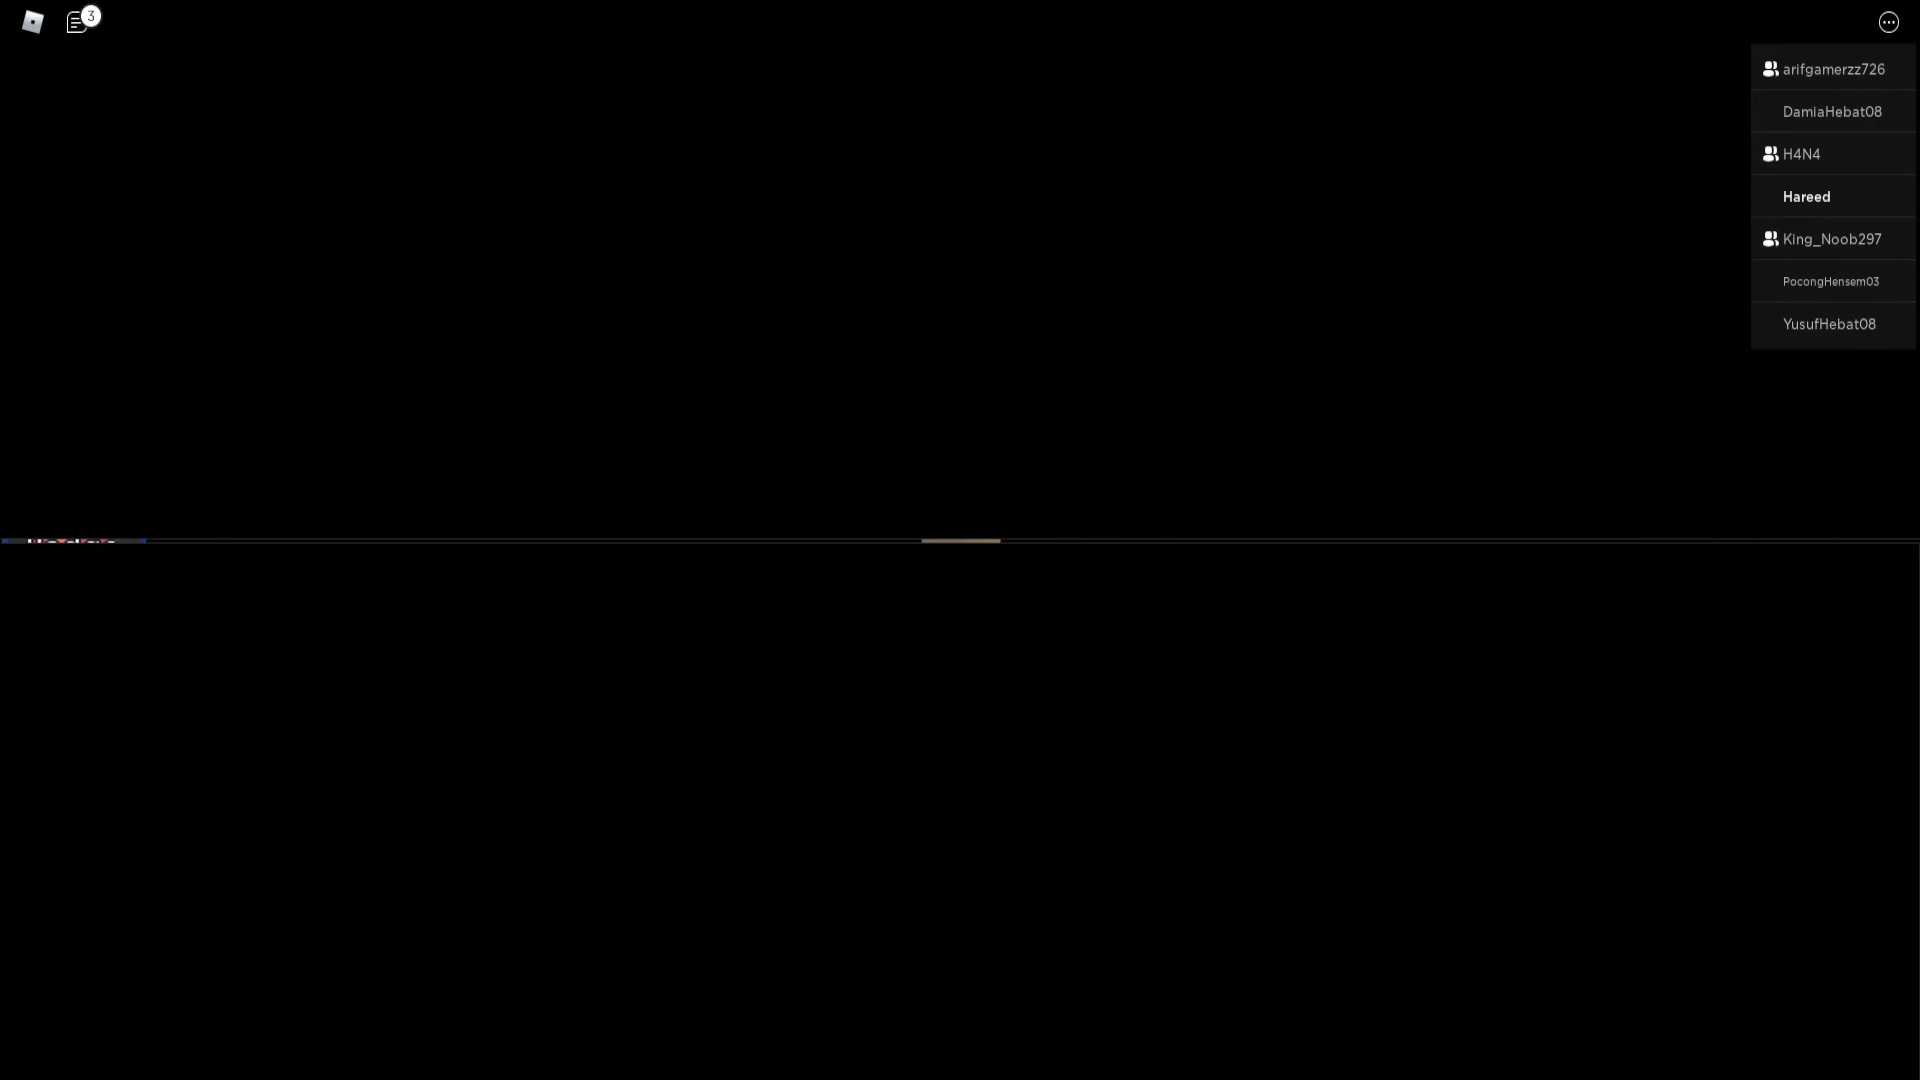 3
arifgamerzz726
DamiaHebat08
H4N4
Hareed
King_Noob297
PocongHensem03
YusufHebat08